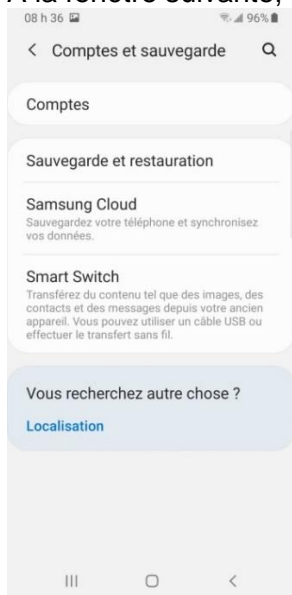 A la fenêtre suivante,
08 h 36 96%
Comptes et sauvegarde
Comptes
Sauvegarde et restauration
Samsung Cloud
Sauvegardez votre téléphone et synchronisez
vos données.
Smart Switch
Transférez du contenu tel que des images, des
contacts et des messages depuis votre ancien
appareil. Vous pouvez utiliser un câble USB ou
effectuer le transfert sans fil.
Vous recherchez autre chose ?
Localisation